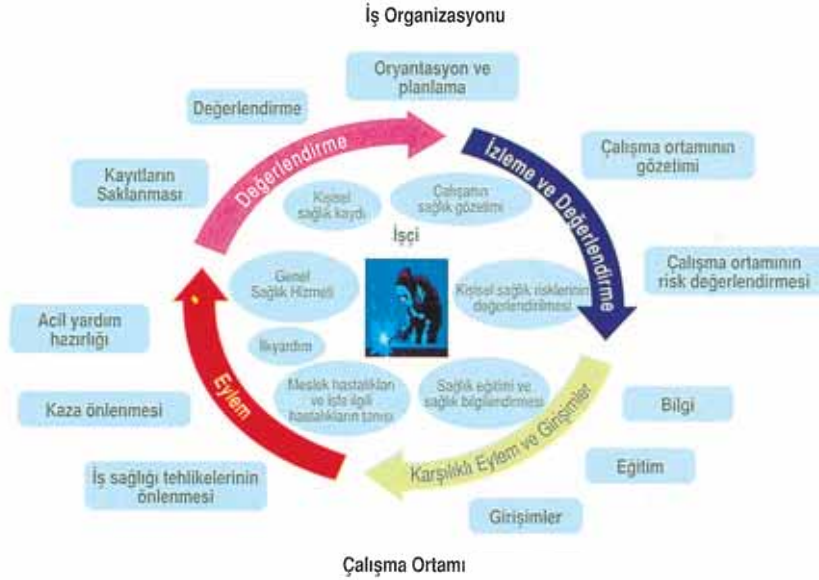 İş Organizasyonu
Oryantasyon ve
planlama
Değerlendirme
Kayıtların
Saklanması
Değerlendirme
İzleme ve Değerlendirme
Çalışma ortamının
gözetimi
Çalışma ortamının
risk değerlendirmesi
Kişisel
sağlık kaydı
Çalışanın
sağlık gözetimi
İşçi
Genel
Sağlık Hizmeti
Kişisel sağlık risklerinin
değerlendirilmesi
İlkyardım
Meslek hastalıkları
ve işle ilgili
hastalıkların tanısı
Sağlık eğitimi ve
sağlık bilgilendirmesi
Acil yardım
hazırlığı
Kaza önlenmesi
İş sağlığı tehlikelerinin
önlenmesi
Eylem
Karşılıklı Eylem ve Girişimler
Bilgi
Eğitim
Girişimler
Çalışma Ortamı